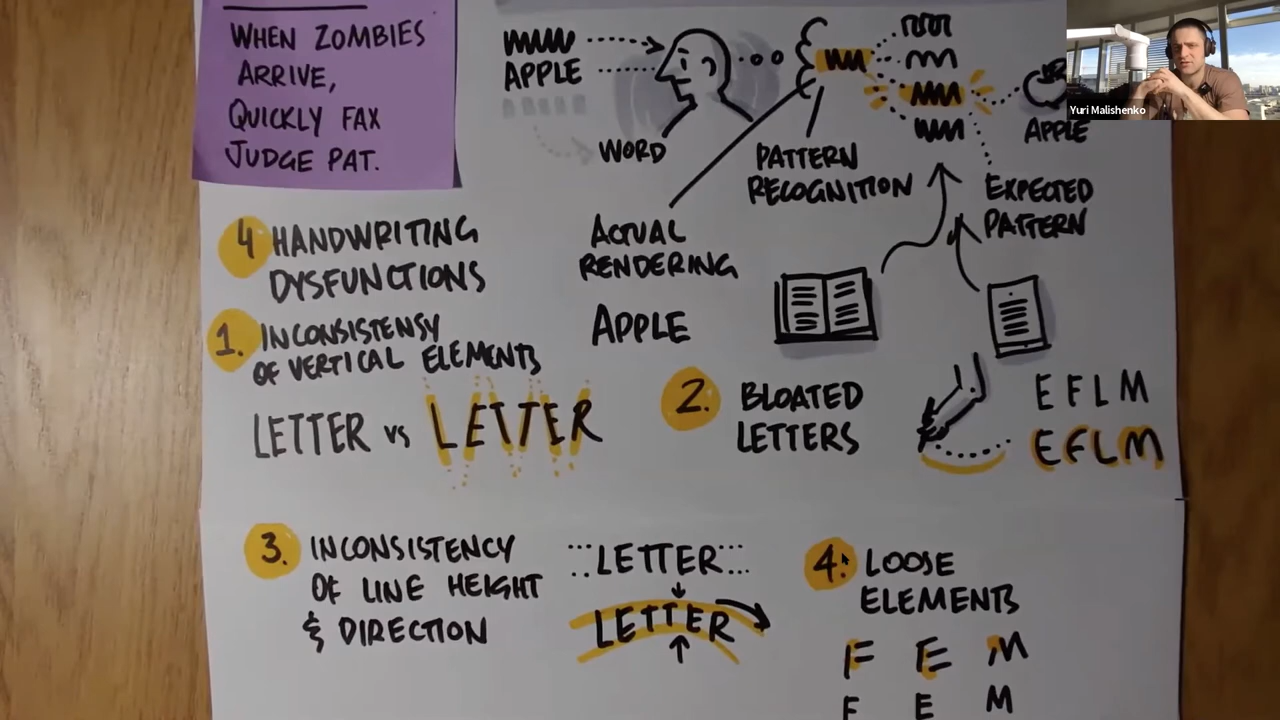 WHEN ZOMBIES
ARRIVE,
QUICKLY FAX
JUDGE PAT.
APPLE
WORD
PATTERN
RECOGNITION
APPLE
EXPECTED
PATTERN
Yuri Malishenko
4 HANDWRITING
DYSFUNCTIONS
ACTUAL
RENDERING
APPLE
1. INCONSISTENSY
OF VERTICAL ELEMENTS
LETTER vs LETTER
2. BLOATED
LETTERS
E F L M
E F L M
3. INCONSISTENCY
OF LINE HEIGHT
& DIRECTION
LETTER
LETTER
4. LOOSE
ELEMENTS
F E M
F E M